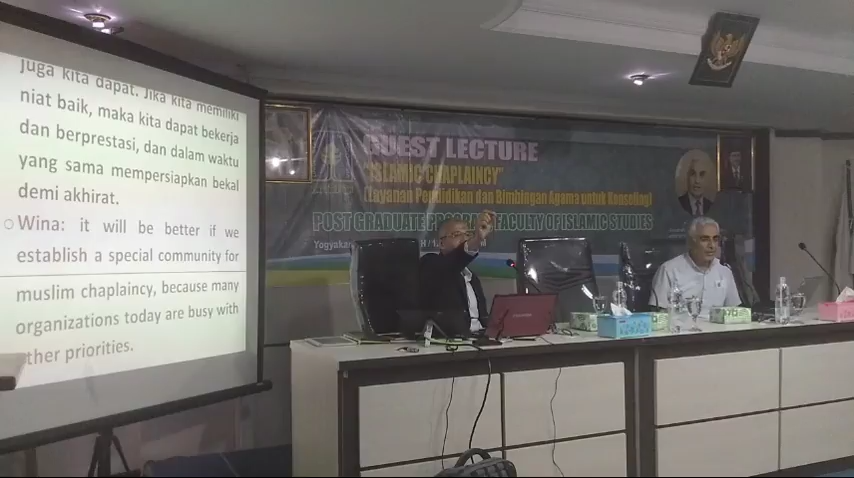 juga kita dapat. Jika kita memiliki
niat baik, maka kita dapat bekerja
dan berprestasi, dan dalam waktu
yang sama mempersiapkan bekal
demi akhirat.
○Wina: it will be better if we
establish a special community for
muslim chaplaincy, because many
organizations today are busy with
ther priorities.
GUEST LECTURE
"ISLAMIC CHAPLAINCY"
(Layanan Pendidikan dan Bimbingan Agama untuk Konseling)
POST GRADUATE PROGRA FACULTY OF ISLAMIC STUDIES
Yogyakar